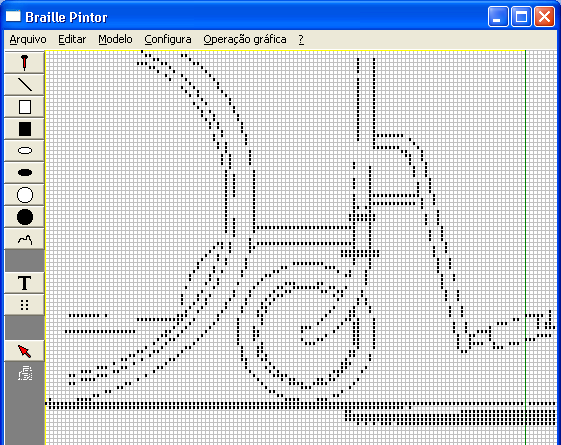 Braille Pintor
Arquivo Editar Modelo Configura Operação gráfica ?
T